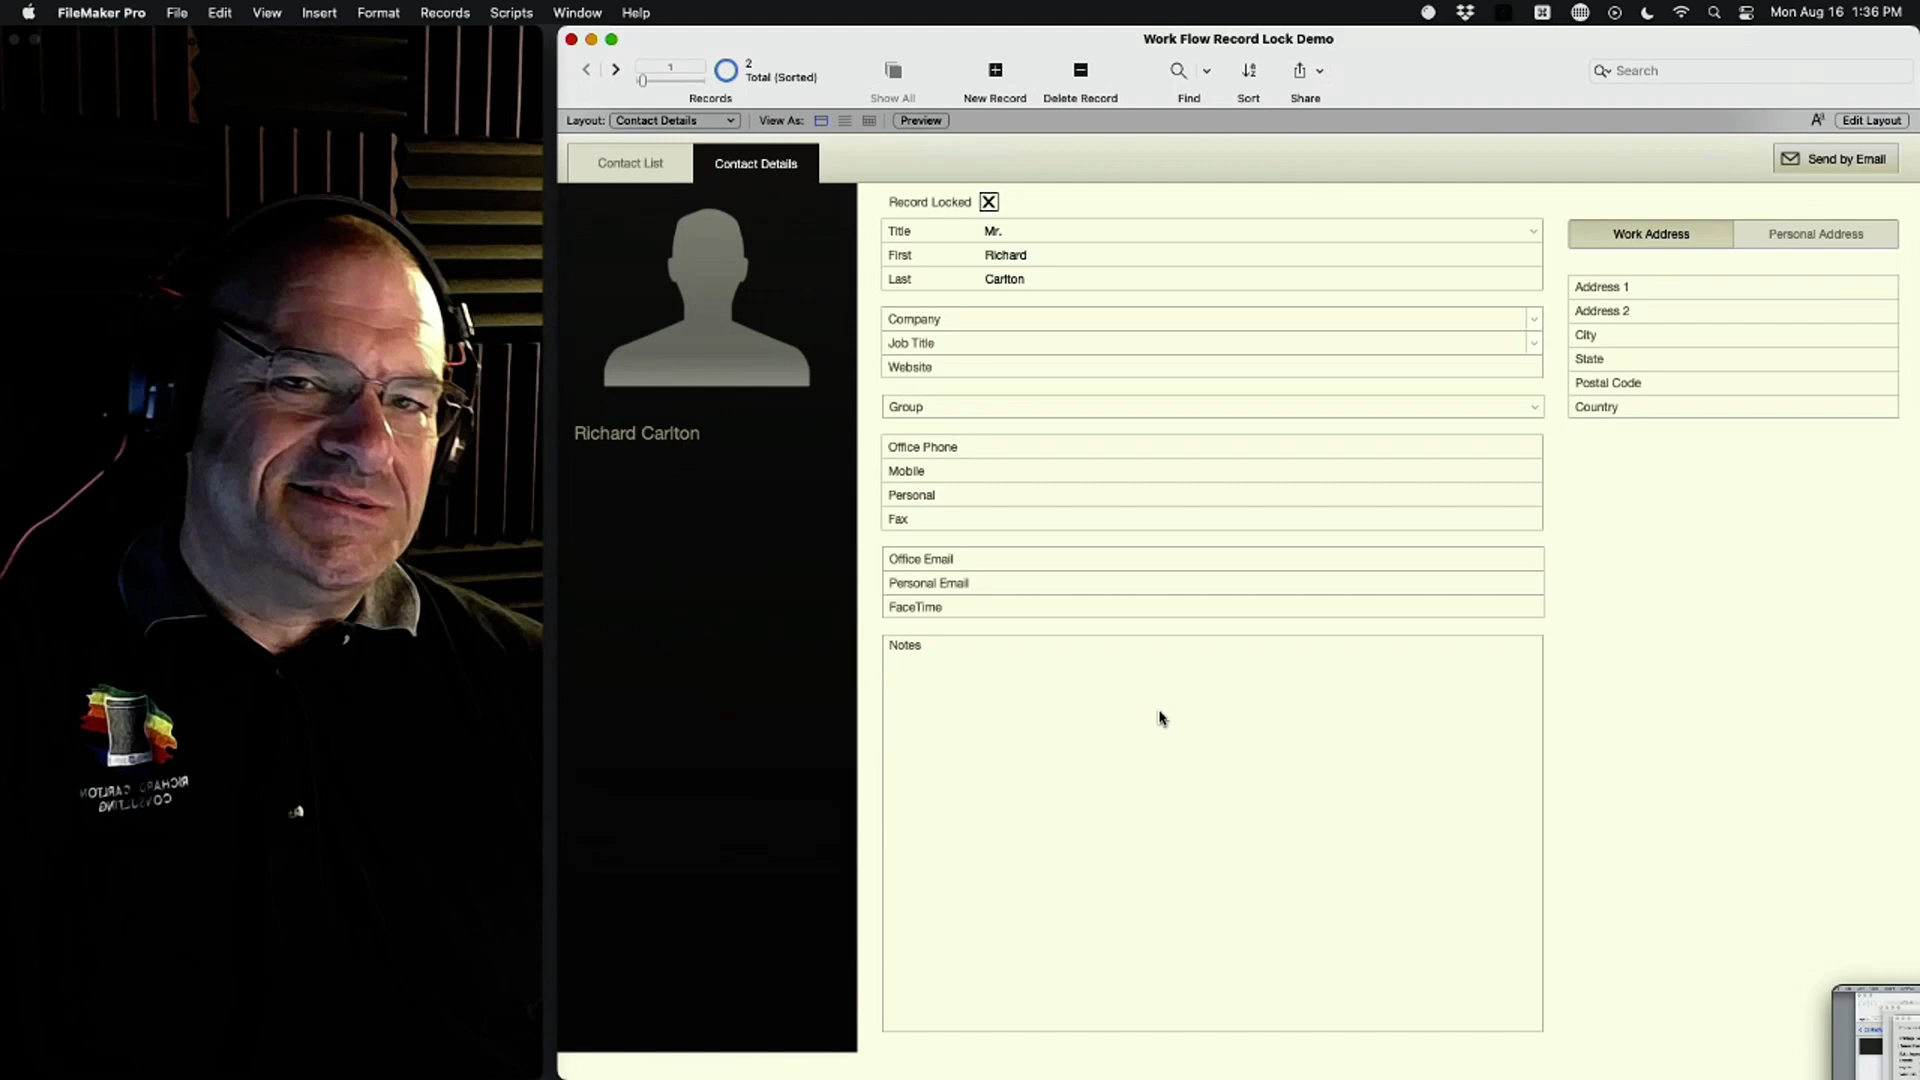 FileMaker Pro File Edit View Insert Format Records Scripts Window Help Mon Aug 16 1:36 PM
Work Flow Record Lock Demo
1
2
Total (Sorted)
Records
Show All
New Record
Delete Record
Find
Sort
Share
Search
Layout: Contact Details View As: Preview Aª Edit Layout
Contact List
Contact Details
Send by Email
Richard Carlton
Record Locked
Title Mr.
First Richard
Last Carlton
Company
Job Title
Website
Group
Office Phone
Mobile
Personal
Fax
Office Email
Personal Email
FaceTime
Notes
Work Address
Personal Address
Address 1
Address 2
City
State
Postal Code
Country
RICHARD CARLTON
CONSULTING